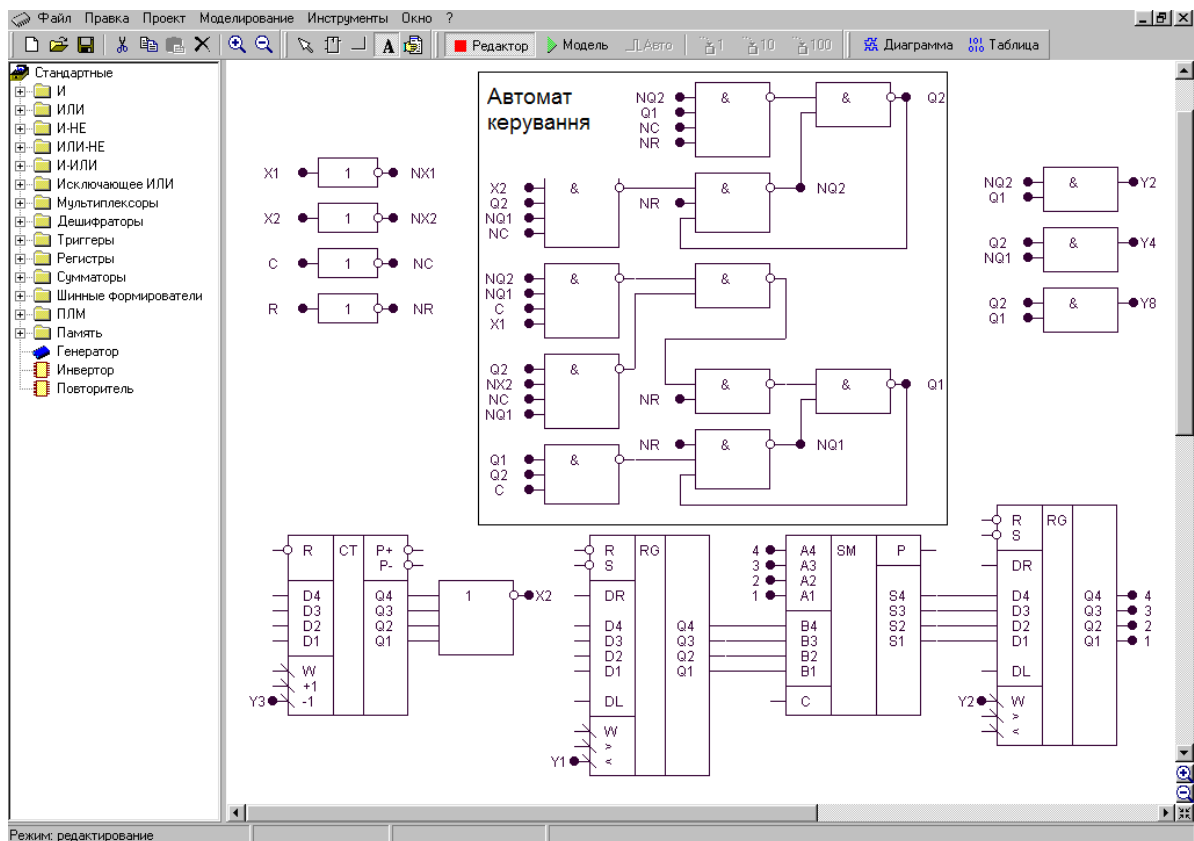 Файл Правка Проект Моделирование Инструменты Окно ?
A Редактор Модель Авто 1 10 100 Диаграмма Таблица
Стандартные
И
ИЛИ
И-НЕ
ИЛИ-НЕ
И-ИЛИ
Исключающее ИЛИ
Мультиплексоры
Дешифраторы
Триггеры
Регистры
Сумматоры
Шинные формирователи
ПЛМ
Память
Генератор
Инвертор
Повторитель
X1 1 NX1
X2 1 NX2
C 1 NC
R 1 NR
Автомат
керування
NQ2 & & Q2
Q1
NC
NR
X2 & & NQ2
Q2 NR
NQ1
NC
NQ2 & &
NQ1
C
X1
Q2 & & & Q1
NX2
NC NR
NQ1
NR & NQ1
Q1 &
Q2
C
NQ2 & Y2
Q1
Q2 & Y4
NQ1
Q2 & Y8
Q1
R CT P+
P-
D4 Q4 1 X2
D3 Q3
D2 Q2
D1 Q1
W
+1
Y3 -1
R RG
S
DR
D4 Q4
D3 Q3
D2 Q2
D1 Q1
DL
W
>
Y1 <
4 A4 SM P
3 A3
2 A2
1 A1 S4
S3
B4 S2
B3 S1
B2
B1
C
R RG
S
DR
D4 Q4 4
D3 Q3 3
D2 Q2 2
D1 Q1 1
DL
Y2 W
>
<
Режим: редактирование